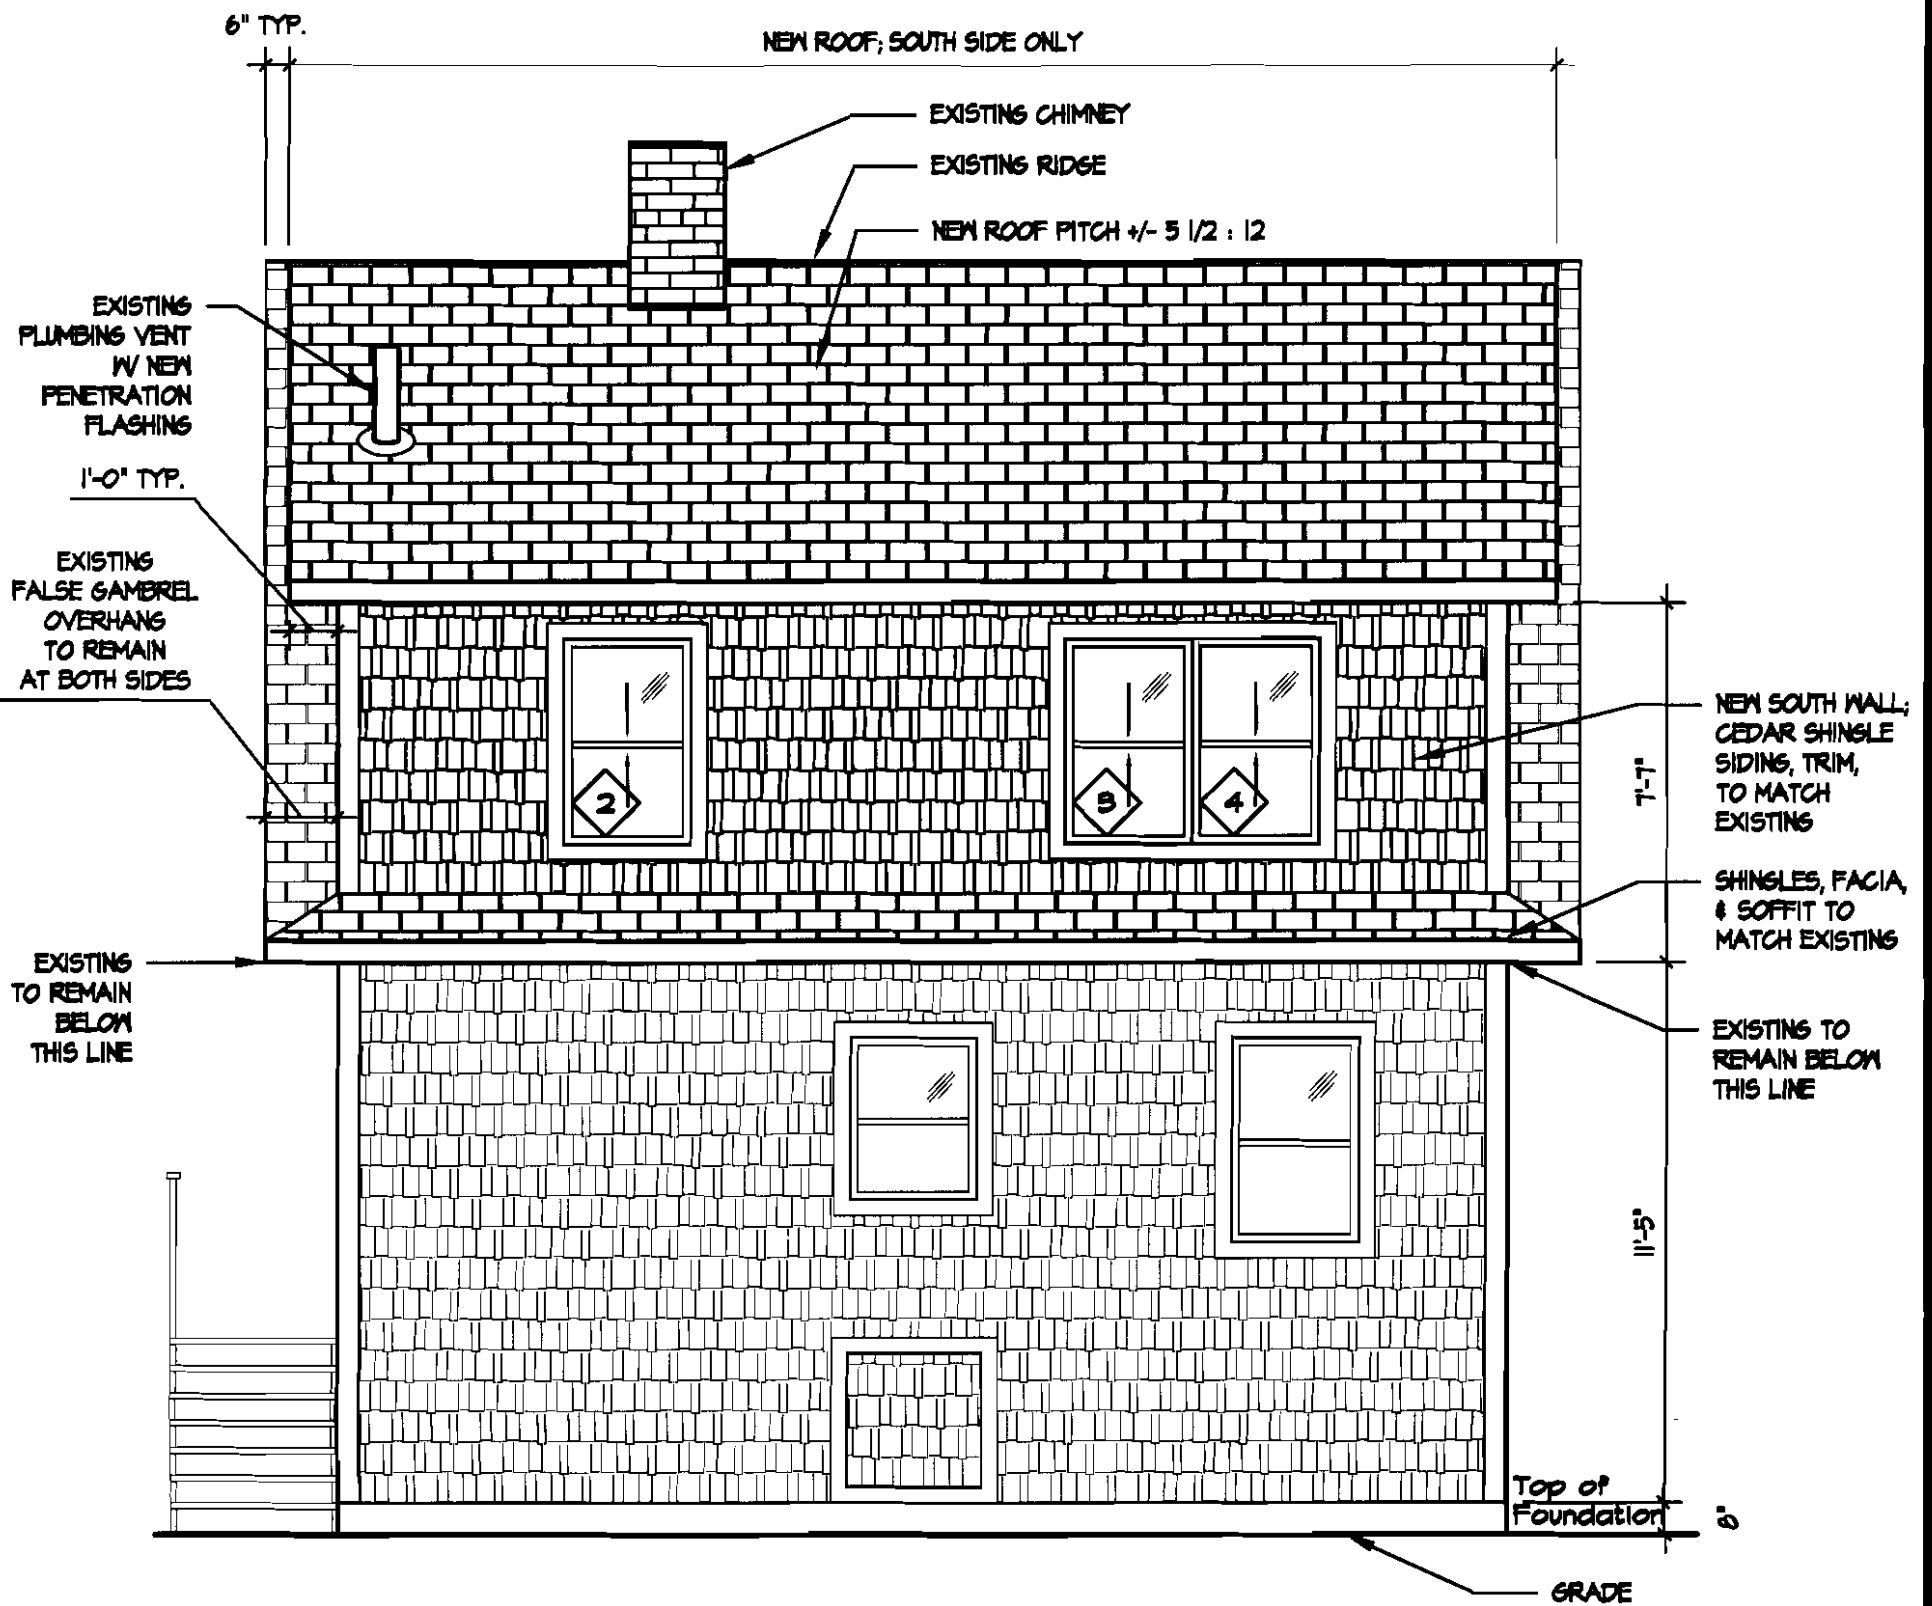 6" TYP.
NEW ROOF; SOUTH SIDE ONLY
EXISTING CHIMNEY
EXISTING RIDGE
NEW ROOF PITCH +/- 5 1/2 : 12
EXISTING
PLUMBING VENT
W/ NEW
PENETRATION
FLASHING
1'-0" TYP.
EXISTING
FALSE GAMBREL
OVERHANG
TO REMAIN
AT BOTH SIDES
2
3
4
NEW SOUTH WALL;
CEDAR SHINGLE
SIDING, TRIM,
TO MATCH
EXISTING
7'-7"
SHINGLES, FACIA,
& SOFFIT TO
MATCH EXISTING
EXISTING
TO REMAIN
BELOW
THIS LINE
EXISTING TO
REMAIN BELOW
THIS LINE
11'-5"
Top of
Foundation
8"
GRADE